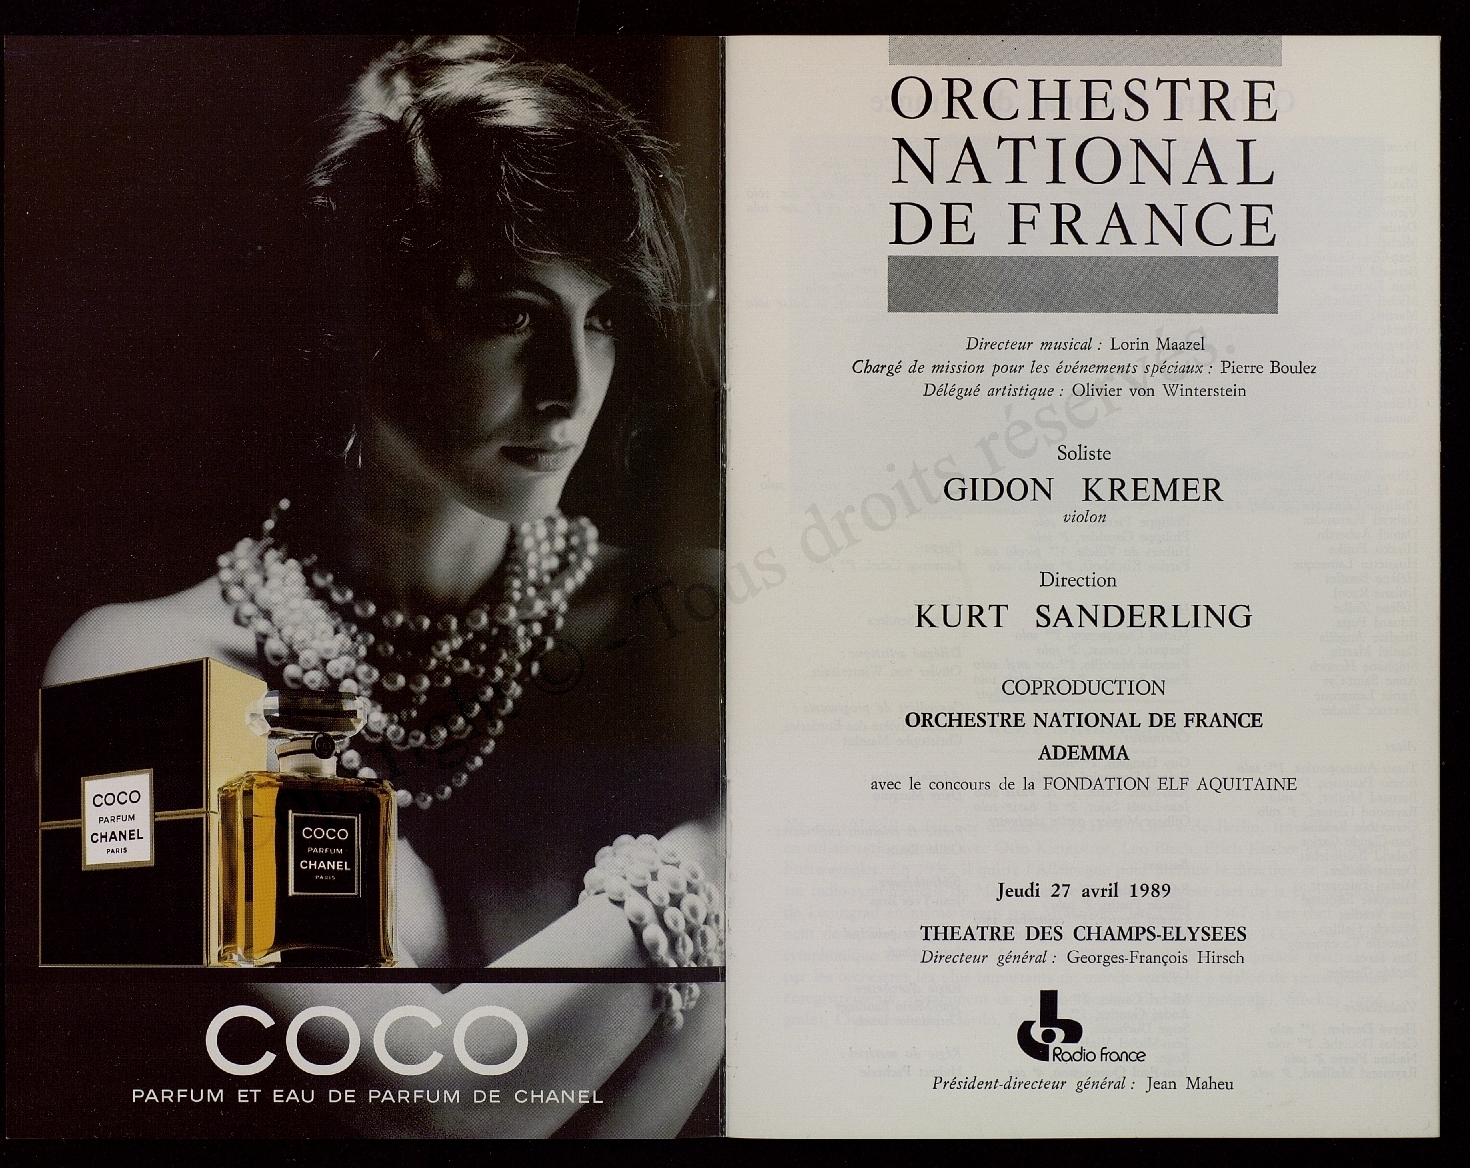 COCO
PARFUM
CHANEL
PARIS
COCO
PARFUM
CHANEL
PARIS
COCO
PARFUM ET EAU DE PARFUM DE CHANEL
ORCHESTRE
NATIONAL
DE FRANCE
Directeur musical : Lorin Maazel
Chargé de mission pour les événements spéciaux : Pierre Boulez
Délégué artistique : Olivier von Winterstein
Soliste
GIDON KREMER
violon
Direction
KURT SANDERLING
COPRODUCTION
ORCHESTRE NATIONAL DE FRANCE
ADEMMA
avec le concours de la FONDATION ELF AQUITAINE
Jeudi 27 avril 1989
THEATRE DES CHAMPS-ELYSEES
Directeur général : Georges-François Hirsch
Radio France
Président-directeur général : Jean Maheu
© - Tous droits réservés.